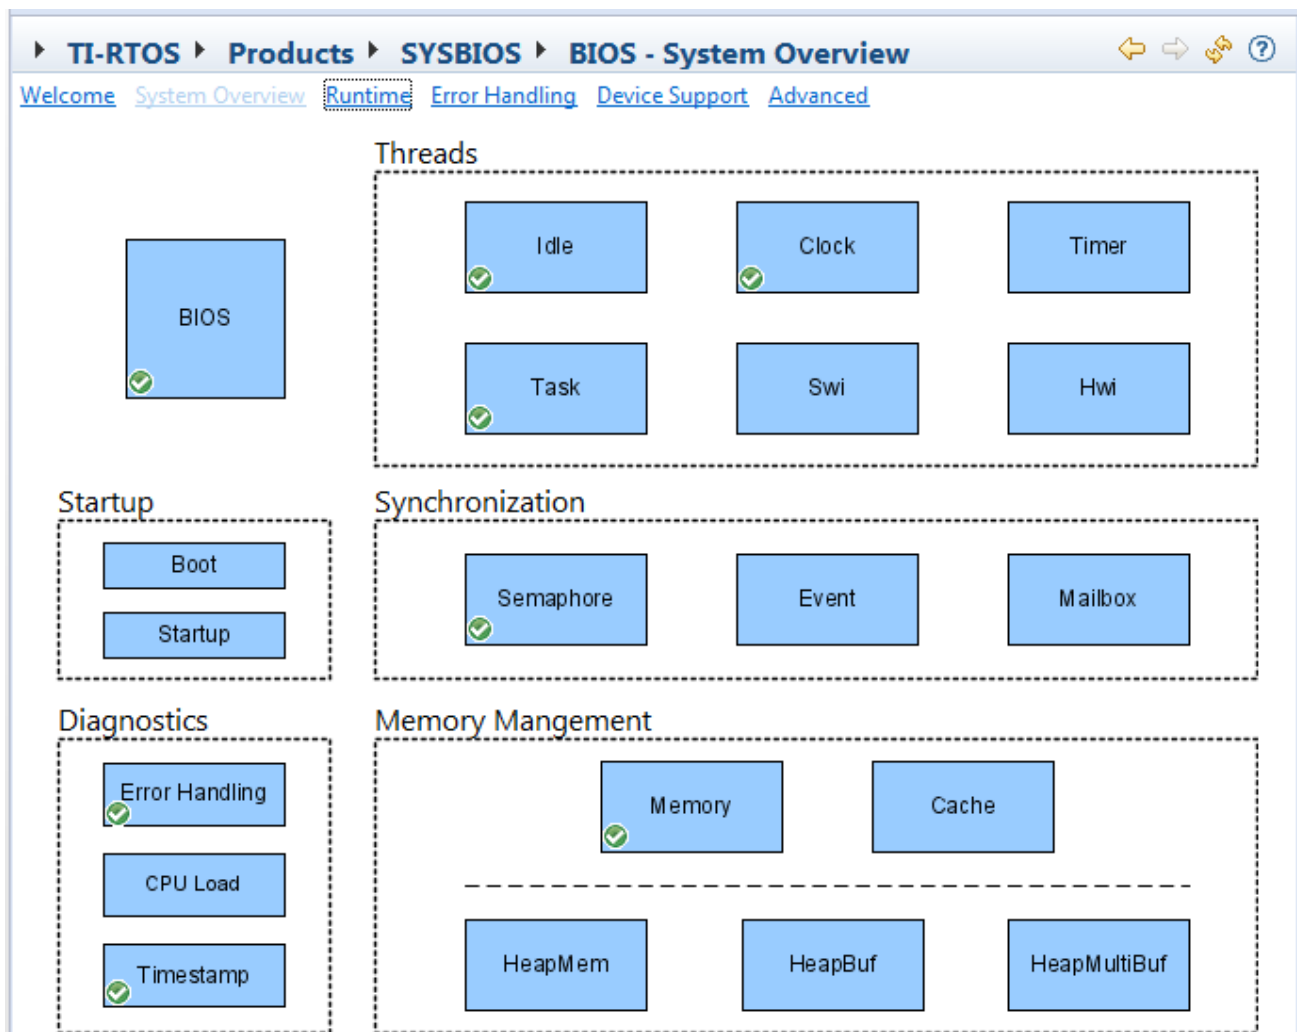 TI-RTOS Products SYSBIOS BIOS - System Overview
Welcome System Overview Runtime Error Handling Device Support Advanced
Threads
Idle Clock Timer
BIOS
Task Swi Hwi
Startup
Boot
Startup
Synchronization
Semaphore Event Mailbox
Diagnostics
Error Handling
CPU Load
Timestamp
Memory Mangement
Memory Cache
HeapMem HeapBuf HeapMultiBuf